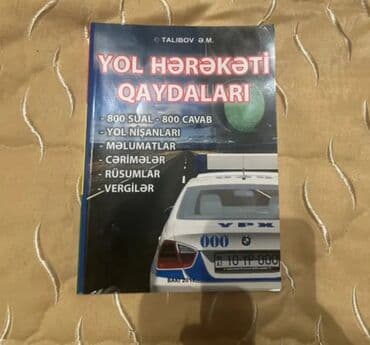 © TALIBOV Ə.M.
YOL HƏRƏKƏTİ
QAYDALARI
- 800 SUAL - 800 CAVAB
- YOL NİŞANLARI
- MƏLUMATLAR
- CƏRİMƏLƏR
- RÜSUMLAR
- VERGİLƏR
YPX
000